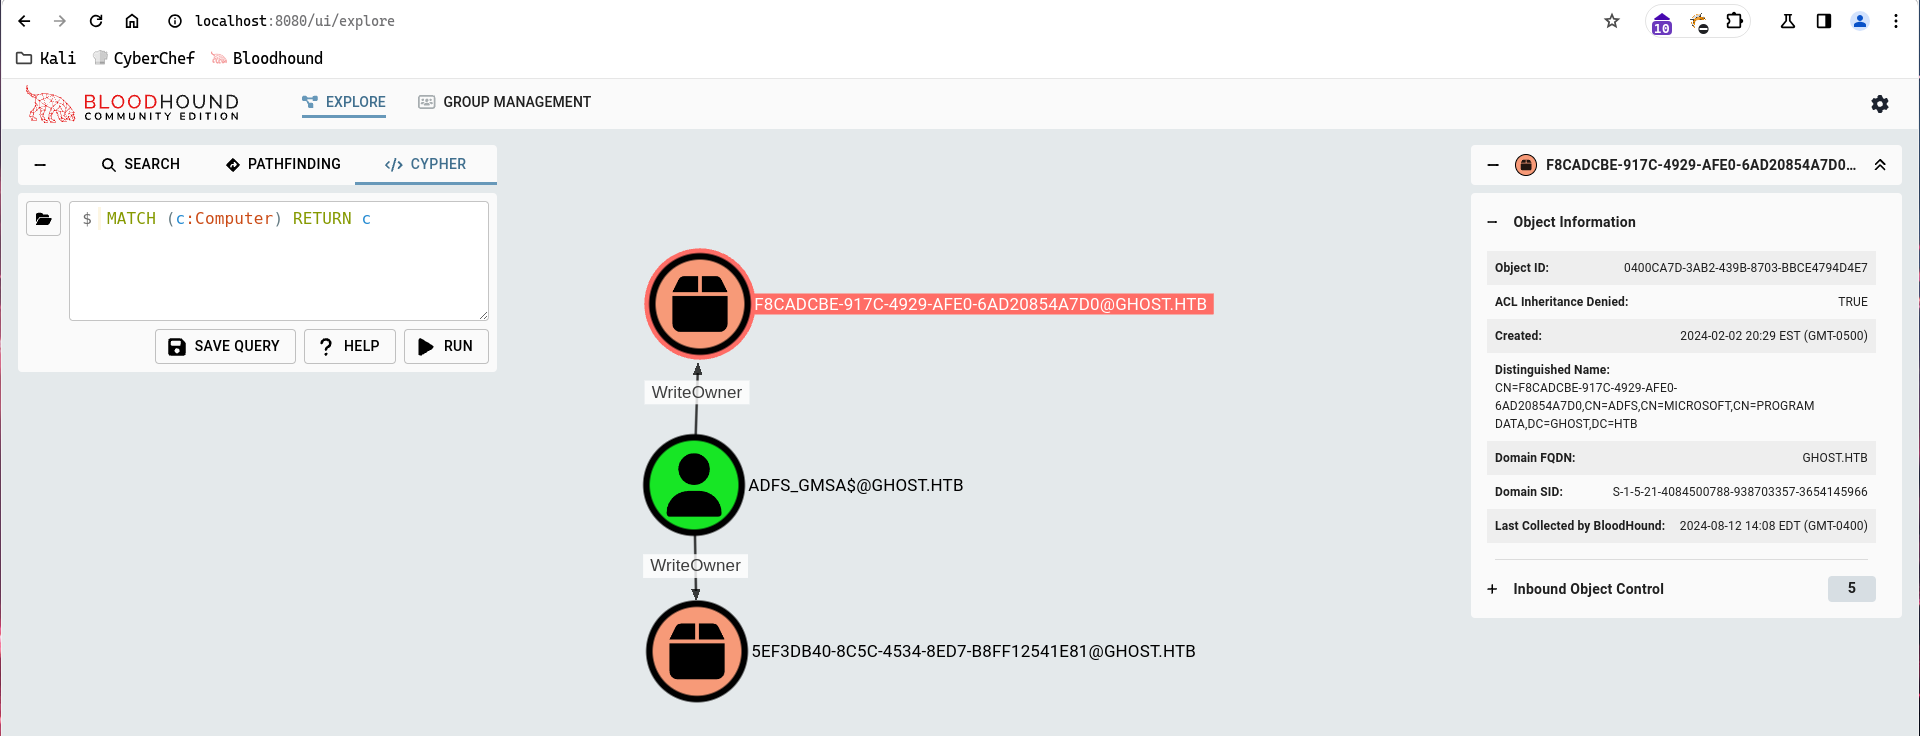 localhost:8080/ui/explore
10
Kali CyberChef Bloodhound
BLOODHOUND
COMMUNITY EDITION
EXPLORE GROUP MANAGEMENT
SEARCH PATHFINDING </> CYPHER
$ MATCH (c:Computer) RETURN c
SAVE QUERY ? HELP RUN
F8CADCBE-917C-4929-AFE0-6AD20854A7D0@GHOST.HTB
WriteOwner
ADFS_GMSA$@GHOST.HTB
WriteOwner
5EF3DB40-8C5C-4534-8ED7-B8FF12541E81@GHOST.HTB
F8CADCBE-917C-4929-AFE0-6AD20854A7D0...
Object Information
Object ID: 0400CA7D-3AB2-439B-8703-BBCE4794D4E7
ACL Inheritance Denied: TRUE
Created: 2024-02-02 20:29 EST (GMT-0500)
Distinguished Name:
CN=F8CADCBE-917C-4929-AFE0-
6AD20854A7D0,CN=ADFS,CN=MICROSOFT,CN=PROGRAM
DATA,DC=GHOST,DC=HTB
Domain FQDN: GHOST.HTB
Domain SID: S-1-5-21-4084500788-938703357-3654145966
Last Collected by BloodHound: 2024-08-12 14:08 EDT (GMT-0400)
Inbound Object Control 5